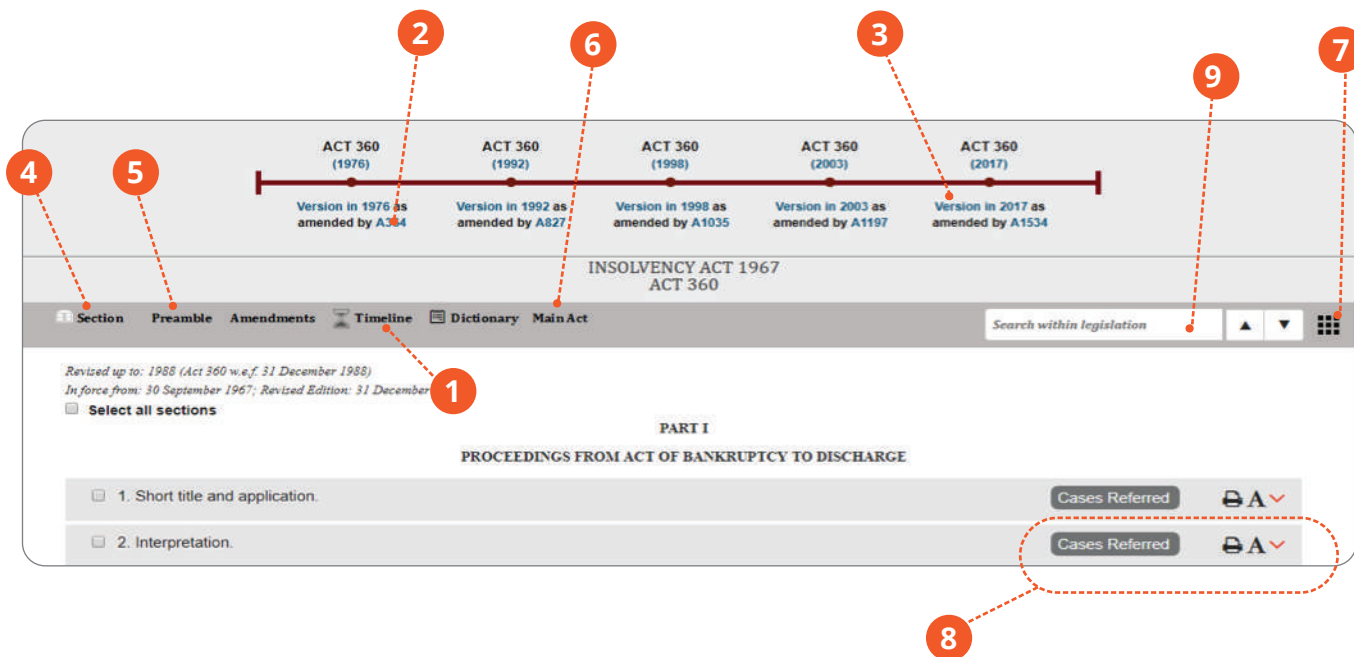 2
6
3
7
9
4
5
ACT 360 ACT 360 ACT 360 ACT 360 ACT 360
(1976) (1992) (1998) (2003) (2017)
Version in 1976 as Version in 1992 as Version in 1998 as Version in 2003 as Version in 2017 as
amended by A364 amended by A827 amended by A1035 amended by A1197 amended by A1534
INSOLVENCY ACT 1967
ACT 360
Section Preamble Amendments Timeline Dictionary Main Act Search within legislation
Revised up to: 1988 (Act 360 w.e.f. 31 December 1988)
In force from: 30 September 1967; Revised Edition: 31 December
1
Select all sections
PART I
PROCEEDINGS FROM ACT OF BANKRUPTCY TO DISCHARGE
1. Short title and application. Cases Referred A
2. Interpretation. Cases Referred A
8